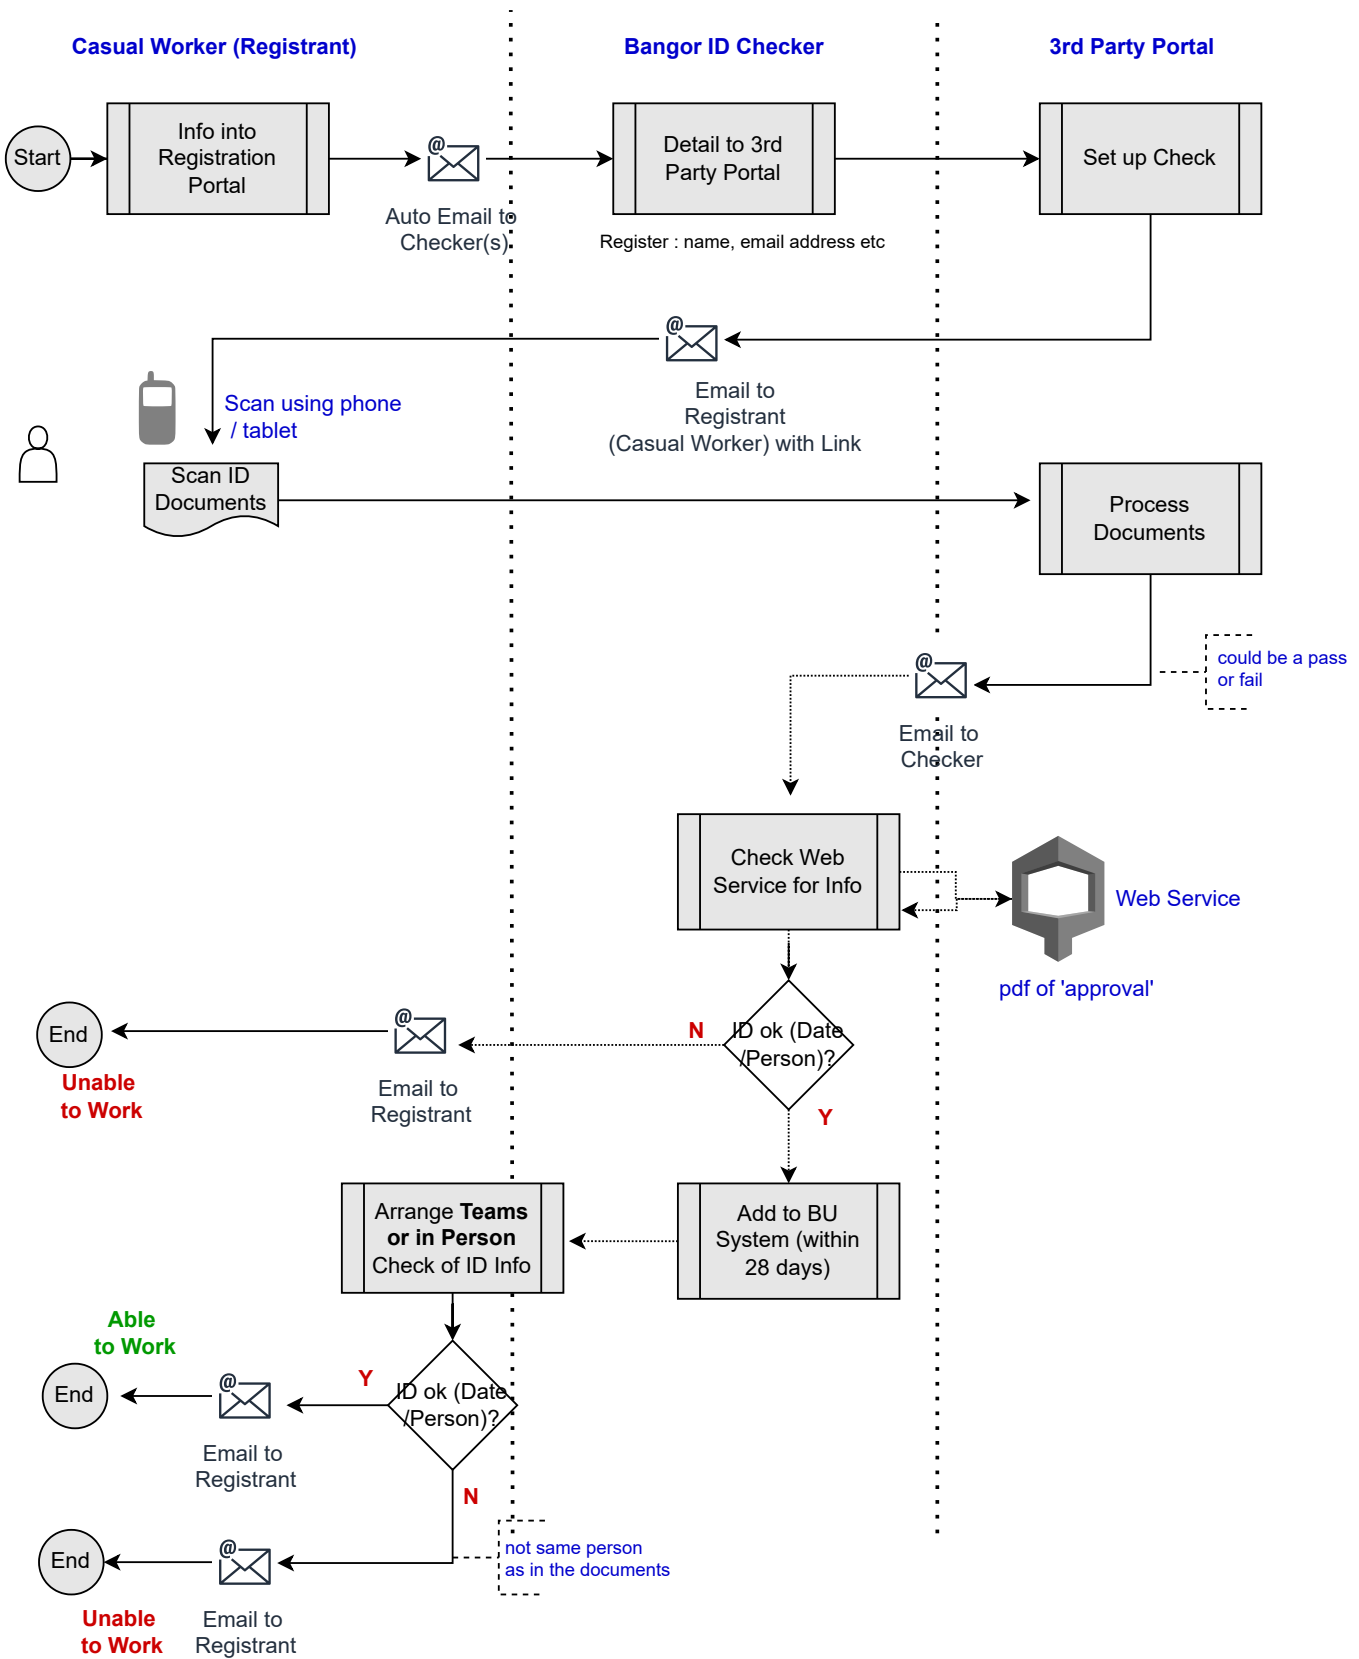 Casual Worker (Registrant)
Bangor ID Checker
3rd Party Portal
Start
Info into
Registration
Portal
@
Auto Email to
Checker(s)
Detail to 3rd
Party Portal
Register : name, email address etc
Set up Check
@
Email to
Registrant
(Casual Worker) with Link
Scan using phone
/ tablet
Scan ID
Documents
Process
Documents
could be a pass
or fail
@
Email to
Checker
Check Web
Service for Info
Web Service
pdf of 'approval'
ID ok (Date
/Person)?
N
Y
@
Email to
Registrant
End
Unable
to Work
Add to BU
System (within
28 days)
Arrange Teams
or in Person
Check of ID Info
ID ok (Date
/Person)?
Y
N
@
Email to
Registrant
Able
to Work
End
not same person
as in the documents
@
Email to
Registrant
End
Unable
to Work